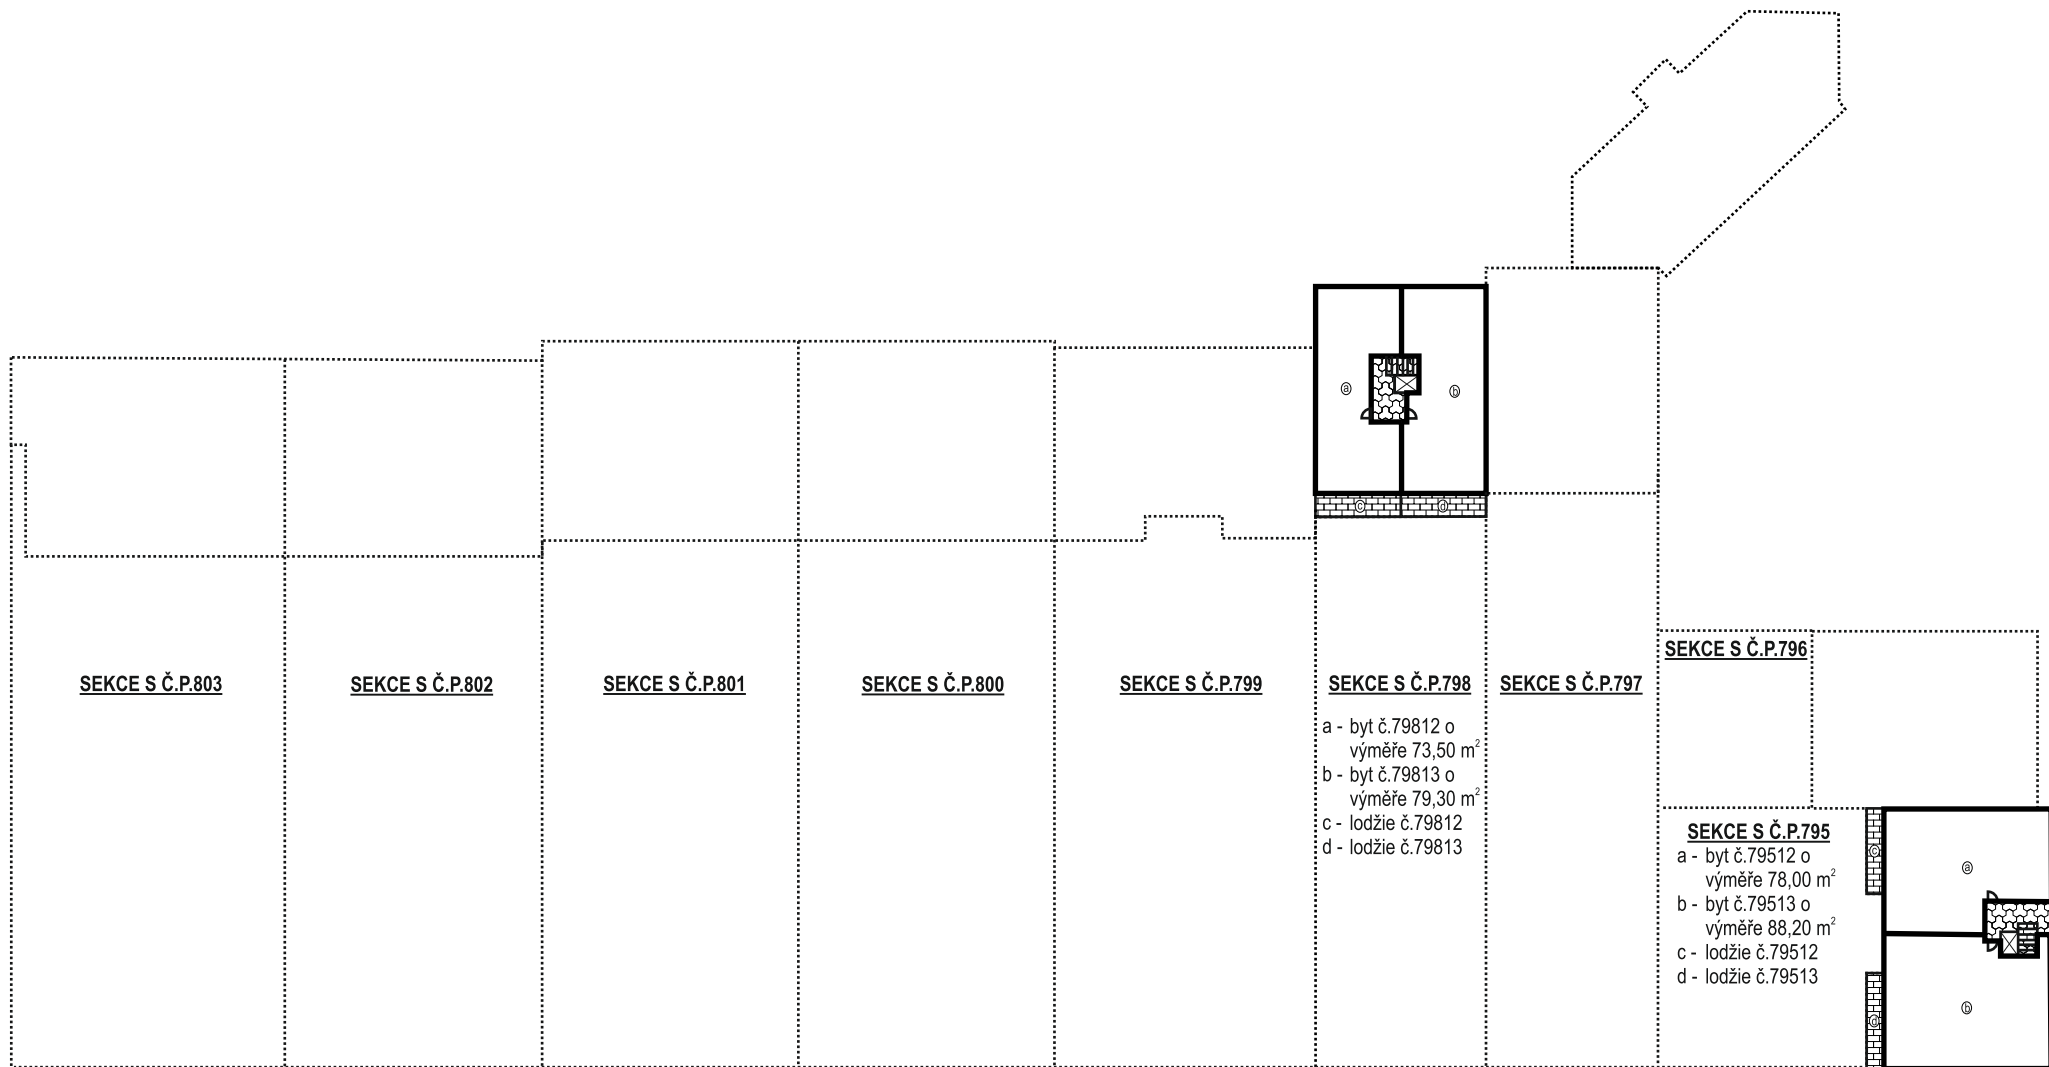 SEKCE S Č.P.803
SEKCE S Č.P.802
SEKCE S Č.P.801
SEKCE S Č.P.800
SEKCE S Č.P.799
SEKCE S Č.P.798
a - byt č.79812 o
výměře 73,50 m²
b - byt č.79813 o
výměře 79,30 m²
c - lodžie č.79812
d - lodžie č.79813
SEKCE S Č.P.797
SEKCE S Č.P.796
SEKCE S Č.P.795
a - byt č.79512 o
výměře 78,00 m²
b - byt č.79513 o
výměře 88,20 m²
c - lodžie č.79512
d - lodžie č.79513
a
b
c
d
a
b
c
d